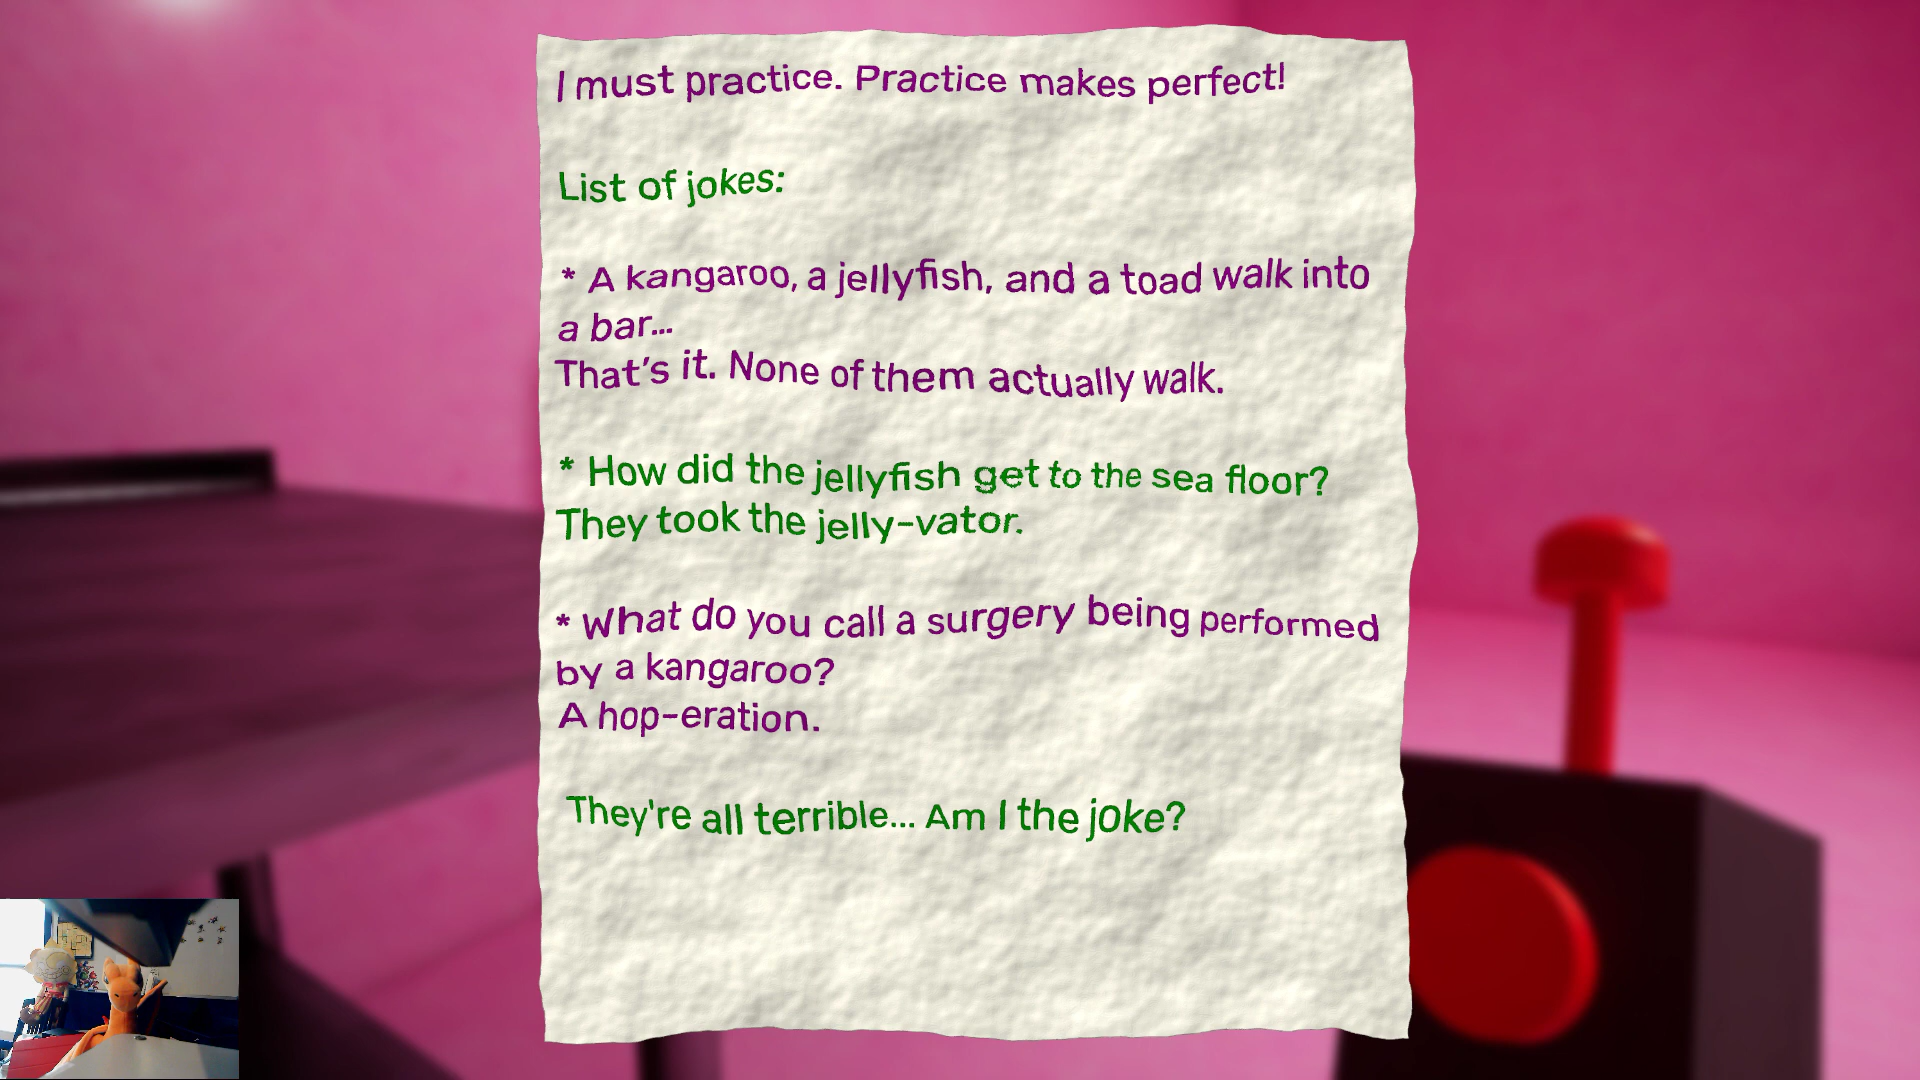 I must practice. Practice makes perfect!
List of jokes:
* A kangaroo, a jellyfish, and a toad walk into
a bar...
That's it. None of them actually walk.
* How did the jellyfish get to the sea floor?
They took the jelly-vator.
* What do you call a surgery being performed
by a kangaroo?
A hop-eration.
They're all terrible... Am I the joke?